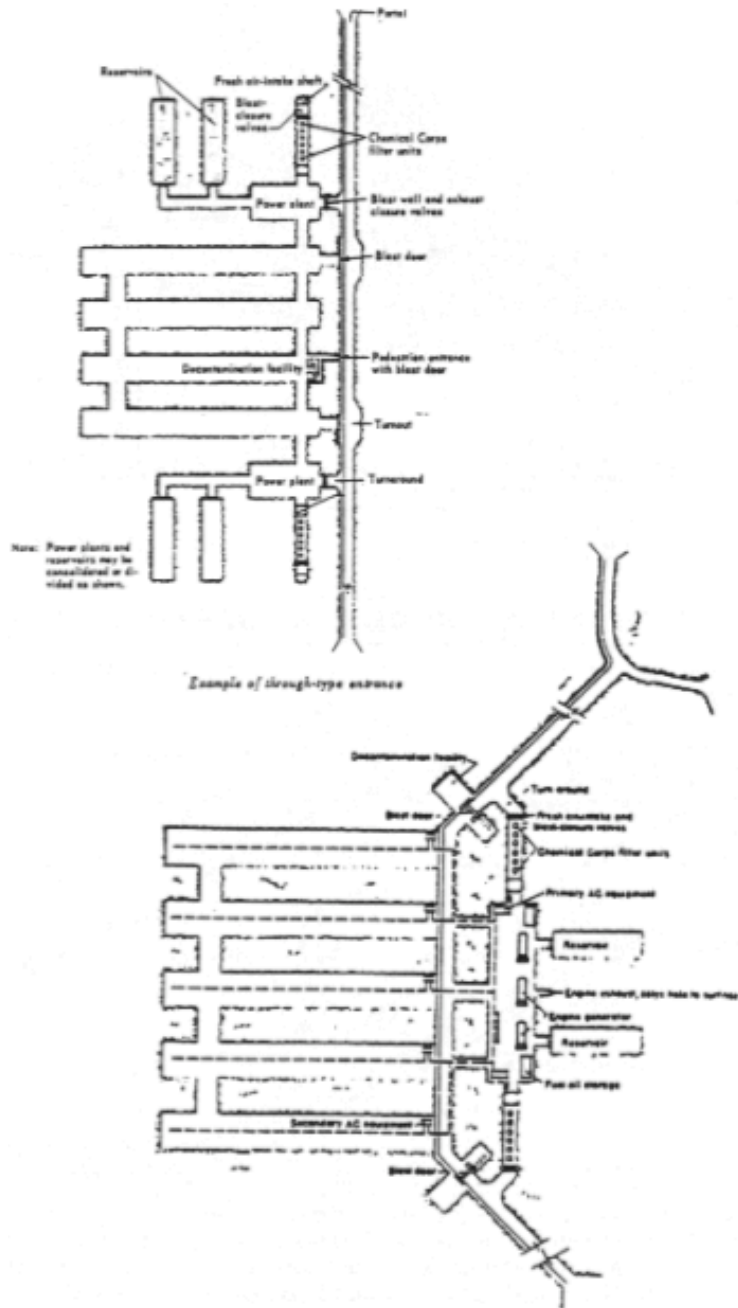 Portal
Reservoirs
Fresh air-intake shaft
Blast-
closure
valves
Chemical Corps
filter units
Power plant
Blast wall and exhaust
closure valves
Blast door
Decontamination facility
Pedestrian entrance
with blast door
Turnout
Power plant
Turnaround
Note: Power plants and
reservoirs may be
consolidated or di-
vided as shown.
Example of through-type entrance
Decontamination facility
Turn around
Blast door
Fresh air-intake and
blast-closure valves
Chemical Corps filter units
Primary AC equipment
Reservoir
Engine exhaust, hole to surface
Engine generator
Reservoir
Fuel oil storage
Secondary AC equipment
Blast door